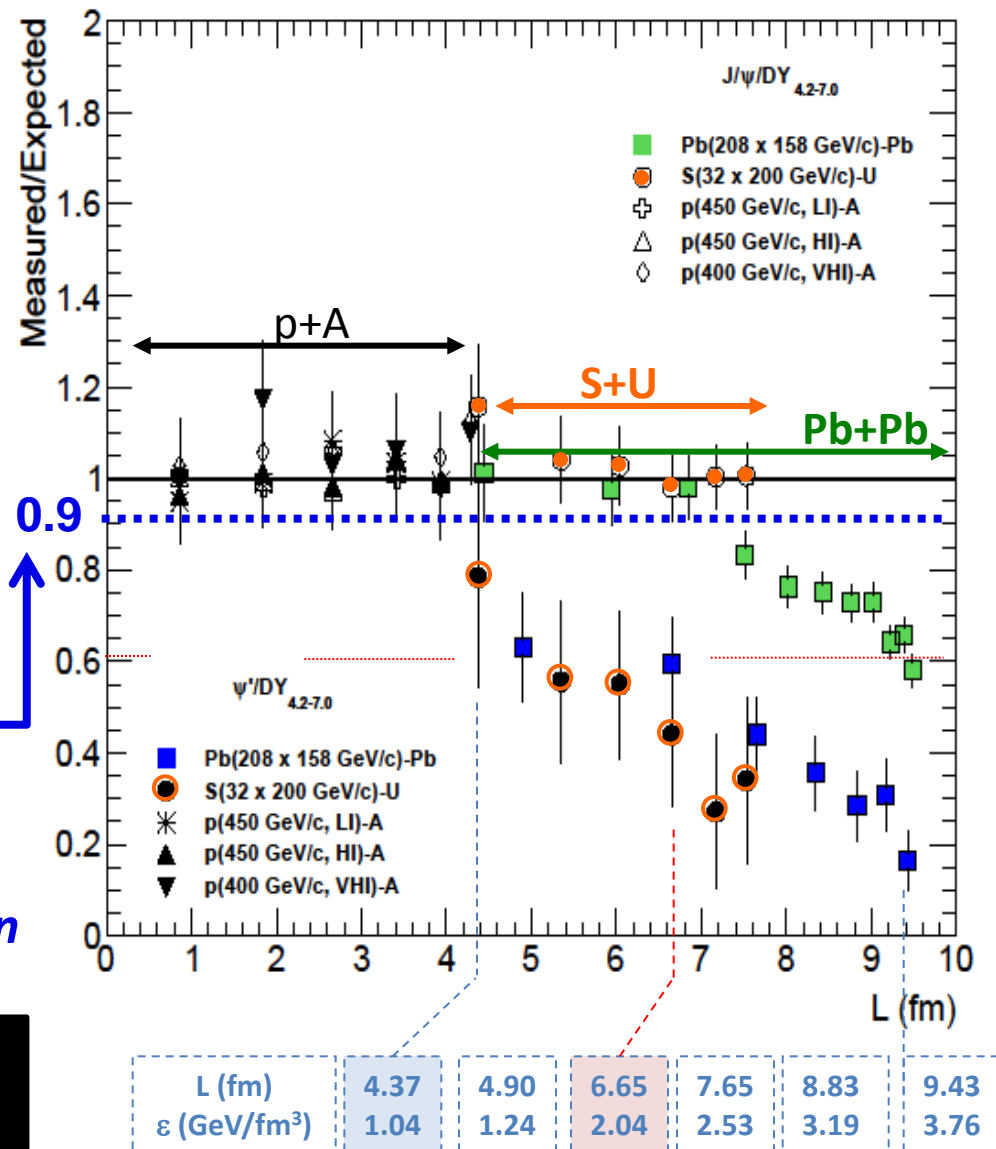 Measured/Expected
2
1.8
1.6
1.4
1.2
1
0.8
0.6
0.4
0.2
0
J/ψ/DY 4.2-7.0
Pb(208 x 158 GeV/c)-Pb
S(32 x 200 GeV/c)-U
p(450 GeV/c, LI)-A
p(450 GeV/c, HI)-A
p(400 GeV/c, VHI)-A
p+A
S+U
Pb+Pb
0.9
ψ'/DY 4.2-7.0
Pb(208 x 158 GeV/c)-Pb
S(32 x 200 GeV/c)-U
p(450 GeV/c, LI)-A
p(450 GeV/c, HI)-A
p(400 GeV/c, VHI)-A
n
0 1 2 3 4 5 6 7 8 9 10
L (fm)
L (fm) 4.37 4.90 6.65 7.65 8.83 9.43
ε (GeV/fm³) 1.04 1.24 2.04 2.53 3.19 3.76